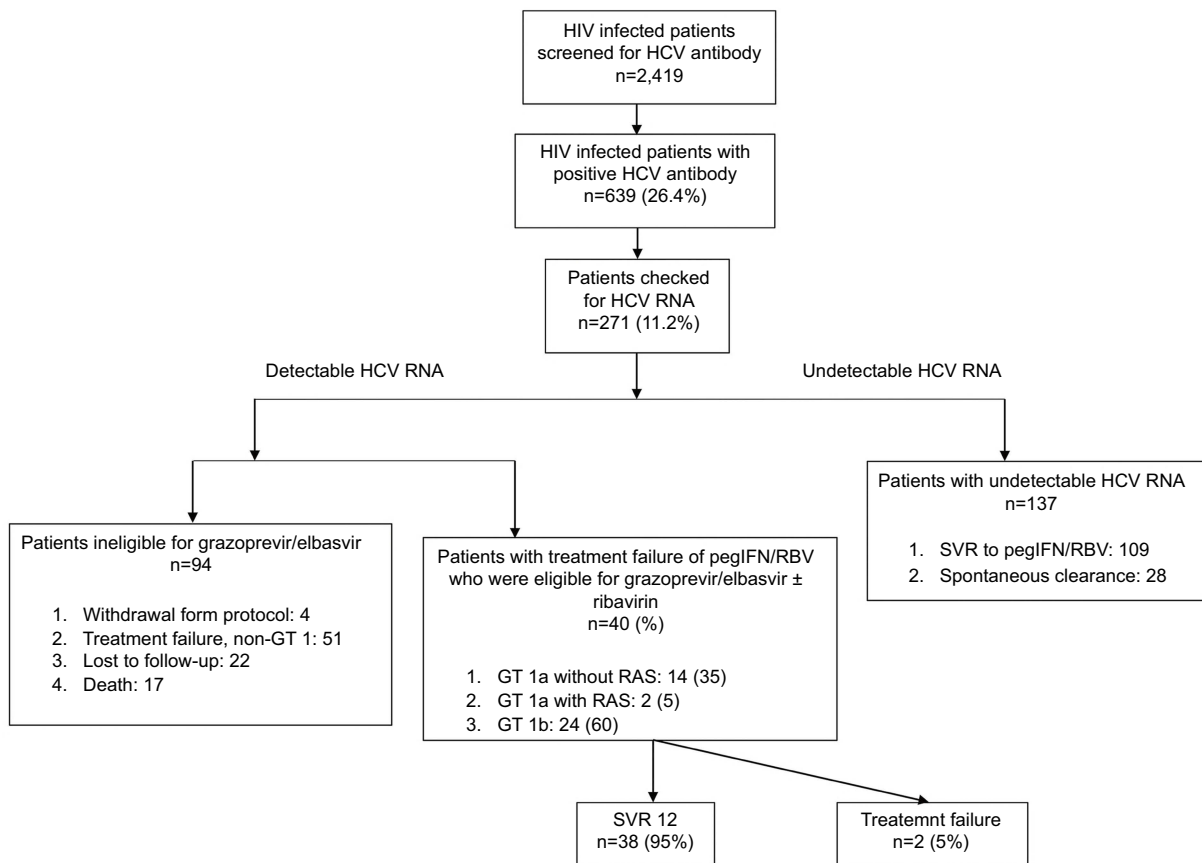 HIV infected patients
screened for HCV antibody
n=2,419
HIV infected patients with
positive HCV antibody
n=639 (26.4%)
Patients checked
for HCV RNA
n=271 (11.2%)
Detectable HCV RNA
Undetectable HCV RNA
Patients ineligible for grazoprevir/elbasvir
n=94
1. Withdrawal form protocol: 4
2. Treatment failure, non-GT 1: 51
3. Lost to follow-up: 22
4. Death: 17
Patients with treatment failure of pegIFN/RBV
who were eligible for grazoprevir/elbasvir ±
ribavirin
n=40 (%)
1. GT 1a without RAS: 14 (35)
2. GT 1a with RAS: 2 (5)
3. GT 1b: 24 (60)
Patients with undetectable HCV RNA
n=137
1. SVR to pegIFN/RBV: 109
2. Spontaneous clearance: 28
SVR 12
n=38 (95%)
Treatemnt failure
n=2 (5%)